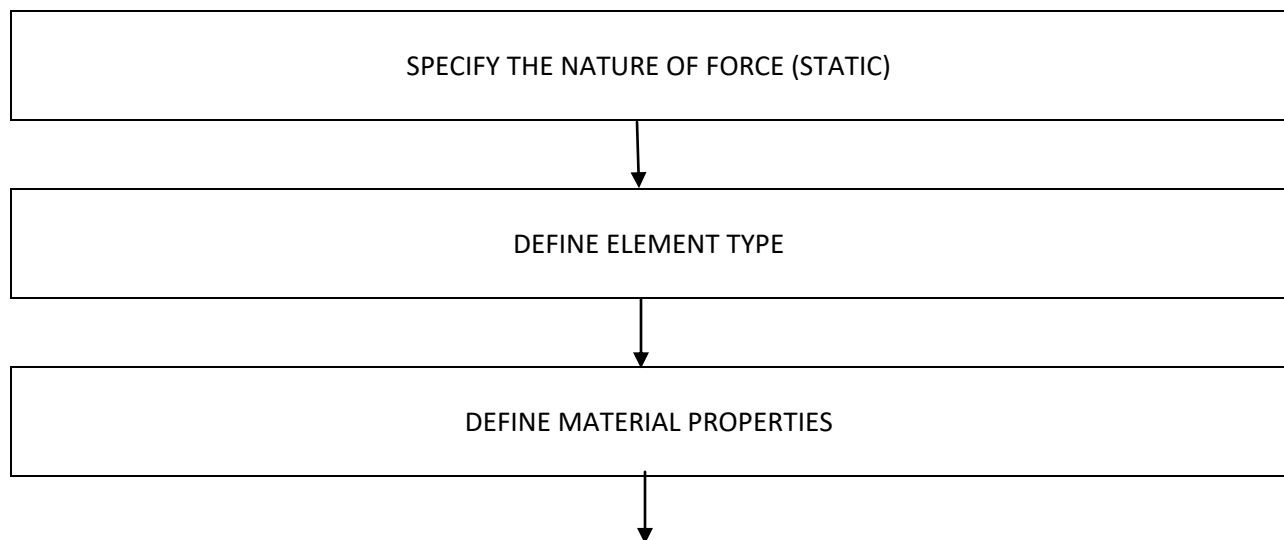 SPECIFY THE NATURE OF FORCE (STATIC)
DEFINE ELEMENT TYPE
DEFINE MATERIAL PROPERTIES